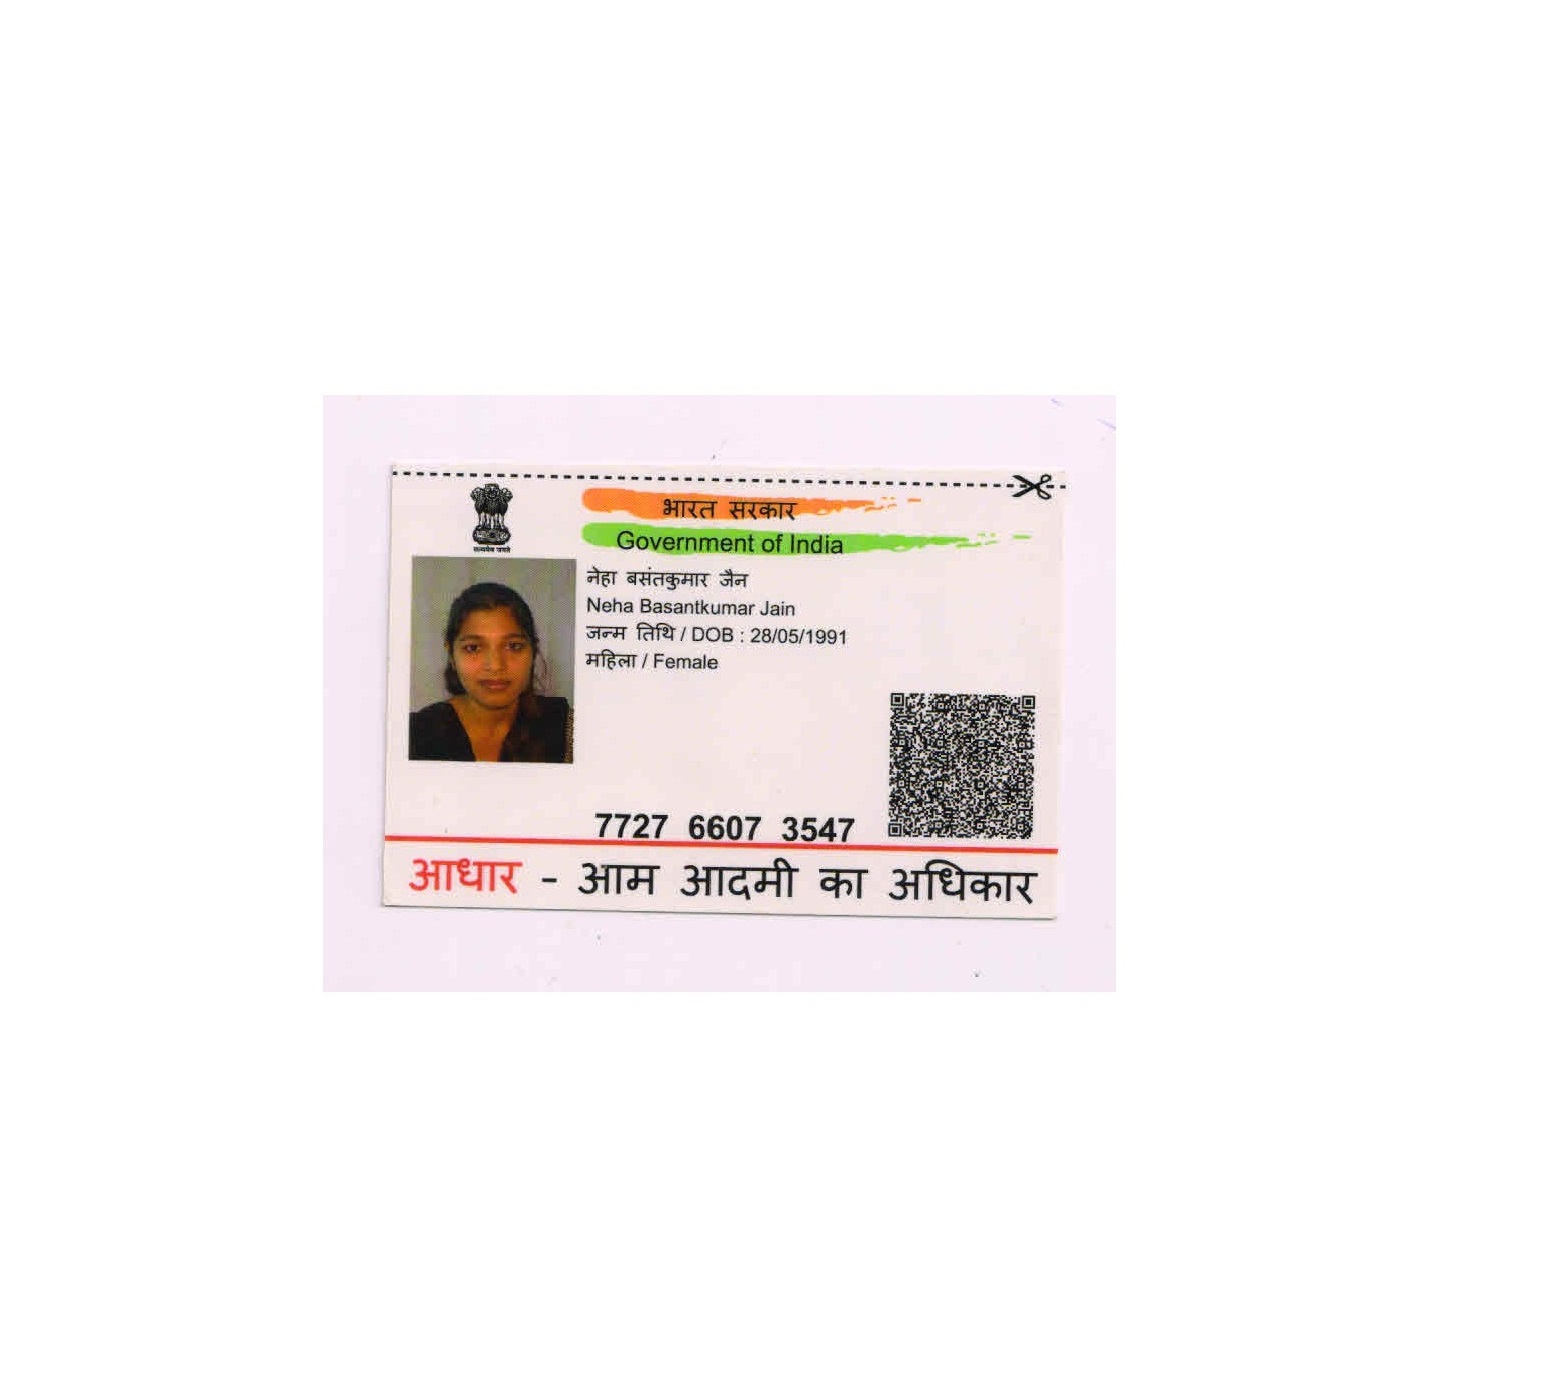 भारत सरकार
Government of India
सत्यमेव जयते
नेहा बसंतकुमार जैन
Neha Basantkumar Jain
जन्म तिथि / DOB : 28/05/1991
महिला / Female
7727 6607 3547
आधार - आम आदमी का अधिकार